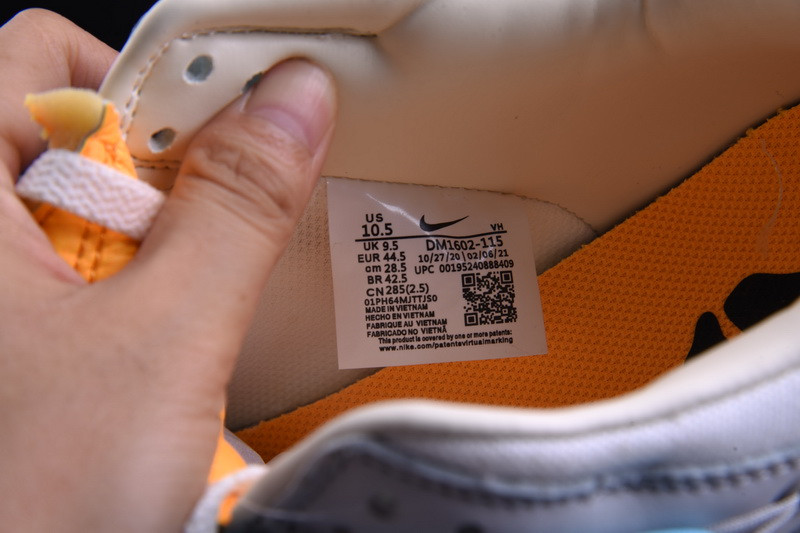 US
10.5
VH
UK 9.5
DM1602-115
EUR 44.5
10/27/20 | 02/06/21
cm 28.5
UPC 00195240888409
BR 42.5
CN 285(2.5)
01PH64MJTTJS0
MADE IN VIETNAM
HECHO EN VIETNAM
FABRIQUE AU VIETNAM
FABRICADO NO VIETNÃ
This product is covered by one or more patents:
www.nike.com/patentsvirtualmarking